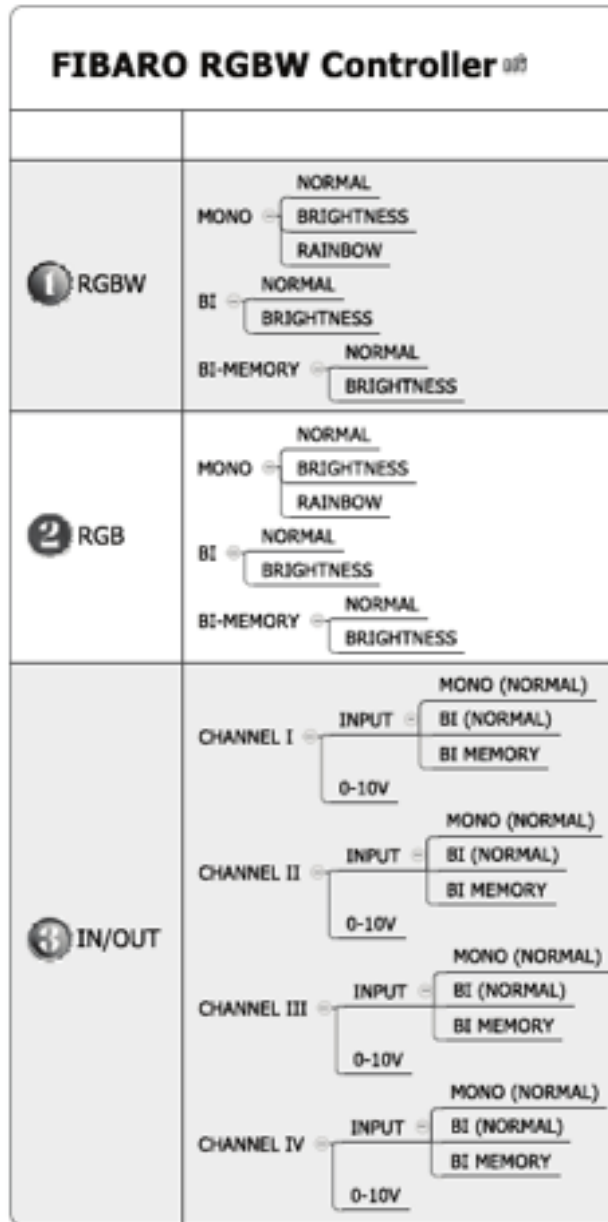 FIBARO RGBW Controller
1 RGBW
MONO
NORMAL
BRIGHTNESS
RAINBOW
BI
NORMAL
BRIGHTNESS
BI-MEMORY
NORMAL
BRIGHTNESS
2 RGB
MONO
NORMAL
BRIGHTNESS
RAINBOW
BI
NORMAL
BRIGHTNESS
BI-MEMORY
NORMAL
BRIGHTNESS
3 IN/OUT
CHANNEL I
INPUT
MONO (NORMAL)
BI (NORMAL)
BI MEMORY
0-10V
CHANNEL II
INPUT
MONO (NORMAL)
BI (NORMAL)
BI MEMORY
0-10V
CHANNEL III
INPUT
MONO (NORMAL)
BI (NORMAL)
BI MEMORY
0-10V
CHANNEL IV
INPUT
MONO (NORMAL)
BI (NORMAL)
BI MEMORY
0-10V